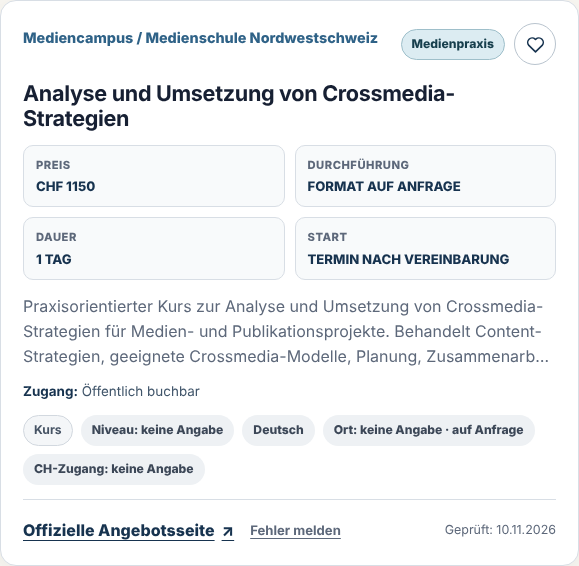 Mediencampus / Medienschule Nordwestschweiz
Medienpraxis
Analyse und Umsetzung von Crossmedia-
Strategien
PREIS
CHF 1150
DURCHFÜHRUNG
FORMAT AUF ANFRAGE
DAUER
1 TAG
START
TERMIN NACH VEREINBARUNG
Praxisorientierter Kurs zur Analyse und Umsetzung von Crossmedia-
Strategien für Medien- und Publikationsprojekte. Behandelt Content-
Strategien, geeignete Crossmedia-Modelle, Planung, Zusammenarb...
Zugang: Öffentlich buchbar
Kurs
Niveau: keine Angabe
Deutsch
Ort: keine Angabe · auf Anfrage
CH-Zugang: keine Angabe
Offizielle Angebotsseite ↗
Fehler melden
Geprüft: 10.11.2026